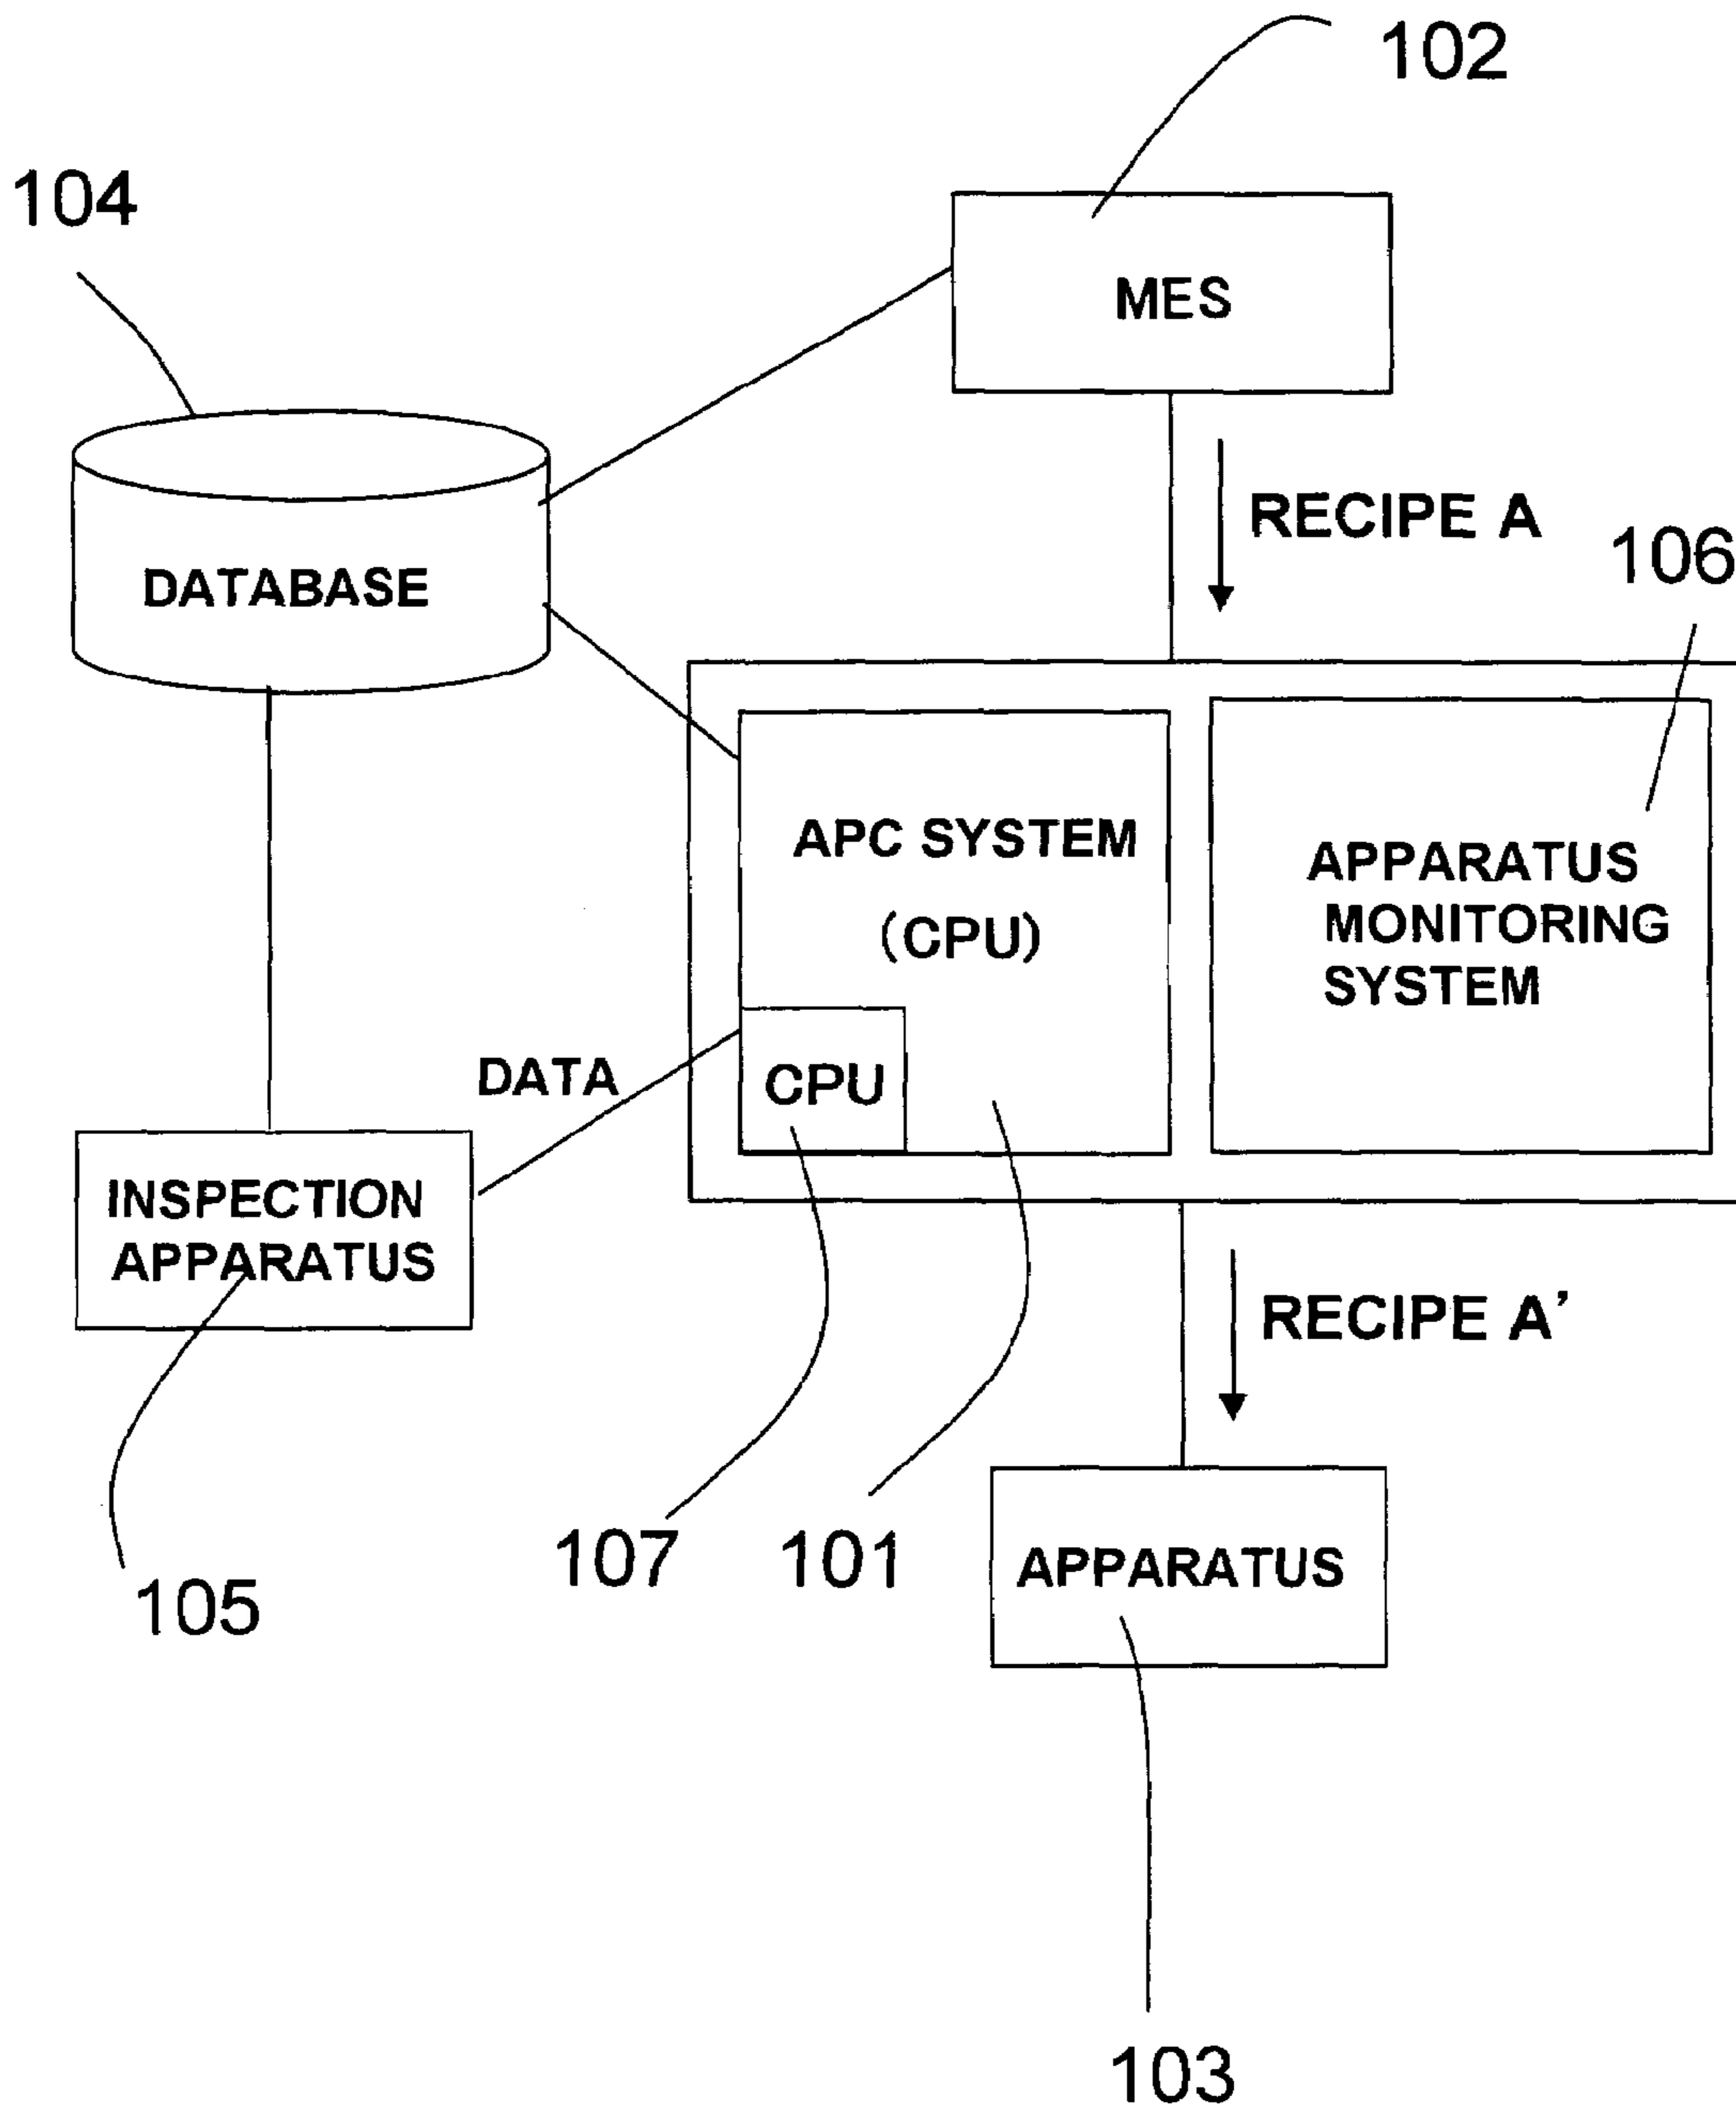 102
104
MES
RECIPE A
106
DATABASE
APC SYSTEM
(CPU)
APPARATUS
MONITORING
SYSTEM
DATA
CPU
INSPECTION
APPARATUS
RECIPE A'
107
101
APPARATUS
105
103